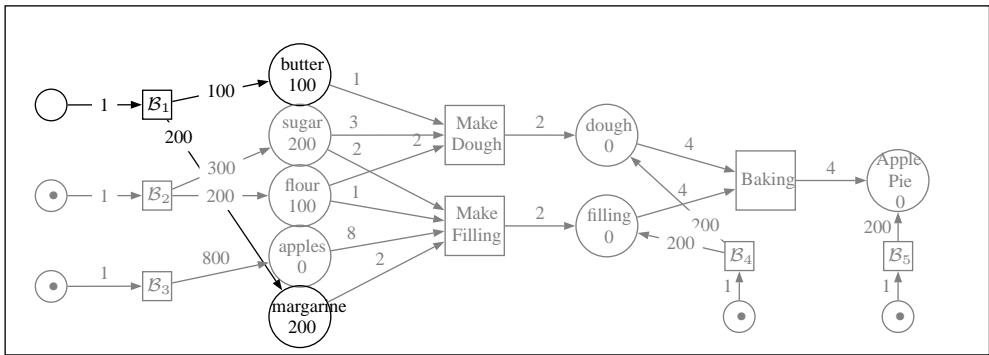 butter
100
1
100
1
B₁
200
sugar
200
3
2
2
Make
Dough
2
dough
0
4
300
1
B₂
200
flour
100
1
4
Baking
4
Apple
Pie
0
Make
Filling
2
filling
0
200
200
200
8
apples
0
2
800
1
B₃
B₄
B₅
1
1
margarine
200